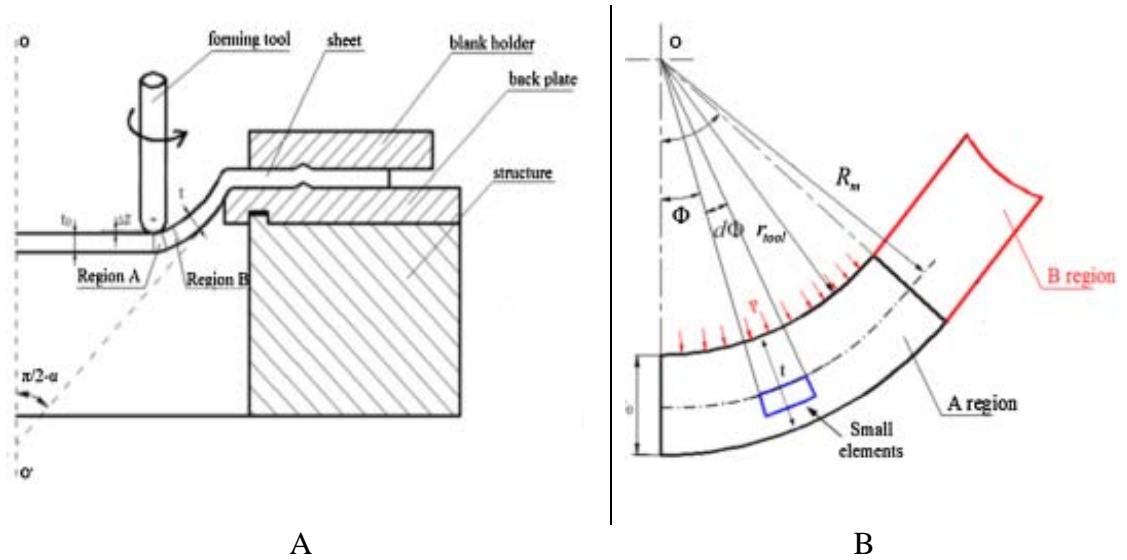 O
forming tool
sheet
blank holder
back plate
structure
t
t₀
ΔZ
Region A
Region B
π/2-α
O'
A
O
Φ
dΦ
r_tool
R_m
P
t
B region
A region
Small
elements
B